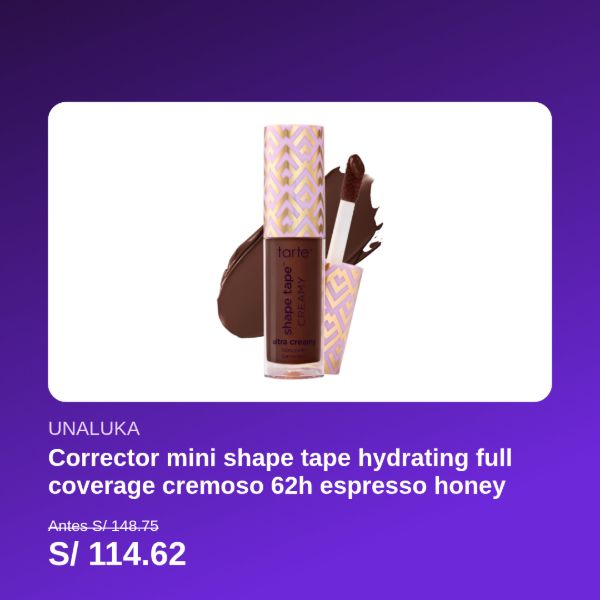 tarte
shape tape
CREAMY
ultra creamy
UNALUKA
Corrector mini shape tape hydrating full
coverage cremoso 62h espresso honey
Antes S/ 148.75
S/ 114.62